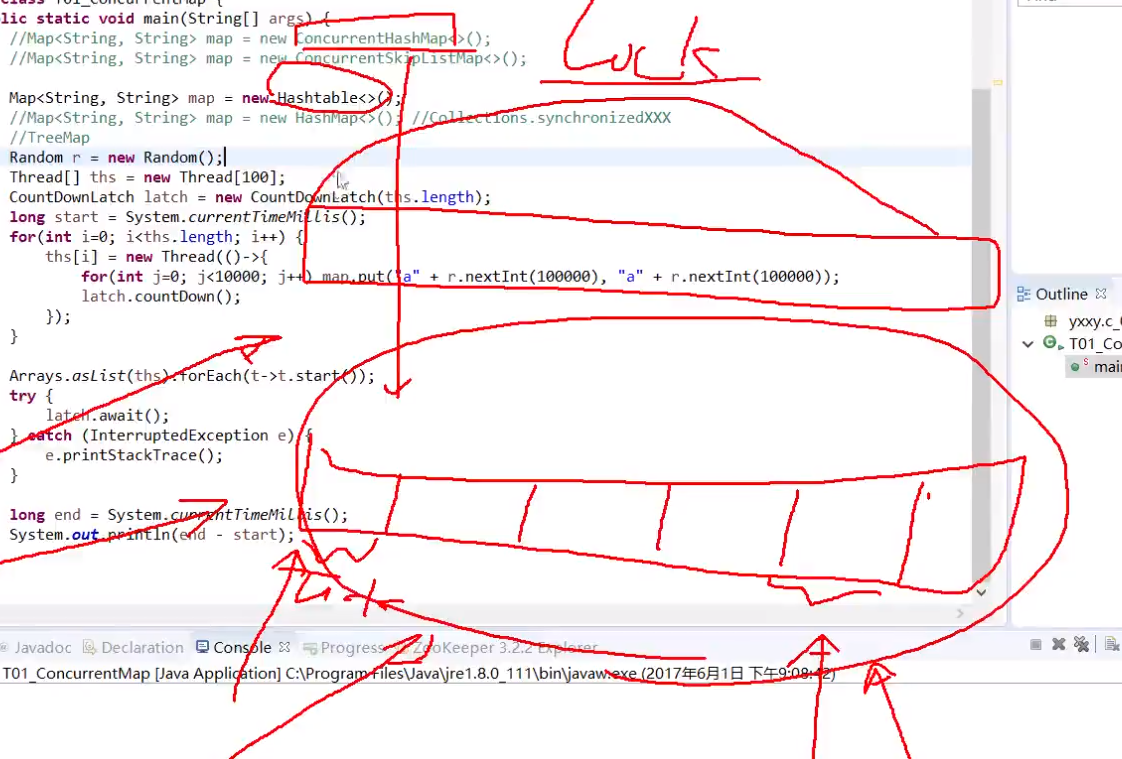 class T01_ConcurrentMap {
blic static void main(String[] args) {
//Map<String, String> map = new ConcurrentHashMap<>();
//Map<String, String> map = new ConcurrentSkipListMap<>();
Lock
Map<String, String> map = new Hashtable<>();
//Map<String, String> map = new HashMap<>(); //Collections.synchronizedXXX
//TreeMap
Random r = new Random();
Thread[] ths = new Thread[100];
CountDownLatch latch = new CountDownLatch(ths.length);
long start = System.currentTimeMillis();
for(int i=0; i<ths.length; i++) {
ths[i] = new Thread(()->{
for(int j=0; j<10000; j++) map.put("a" + r.nextInt(100000), "a" + r.nextInt(100000));
latch.countDown();
});
}
Arrays.asList(ths).forEach(t->t.start());
try {
latch.await();
} catch (InterruptedException e) {
e.printStackTrace();
}
long end = System.currentTimeMillis();
System.out.println(end - start);
Outline
yxxy.c_
T01_Co
main
Javadoc Declaration Console Progress ZooKeeper 3.2.2 Explorer
T01_ConcurrentMap [Java Application] C:\Program Files\Java\jre1.8.0_111\bin\javaw.exe (2017年6月1日 下午9:08:42)